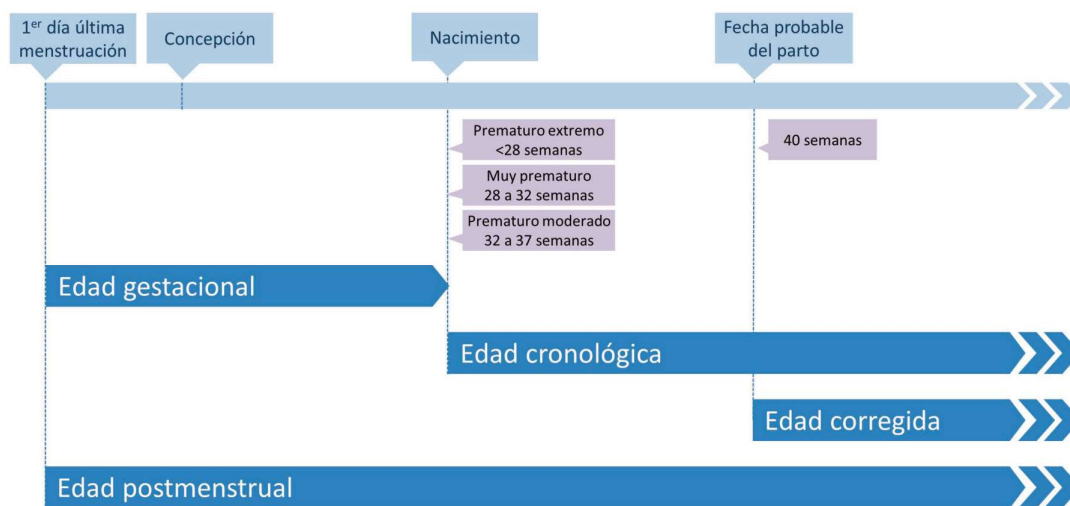 1er día última
menstruación
Concepción
Nacimiento
Fecha probable
del parto
Prematuro extremo
<28 semanas
40 semanas
Muy prematuro
28 a 32 semanas
Prematuro moderado
32 a 37 semanas
Edad gestacional
Edad cronológica
Edad corregida
Edad postmenstrual